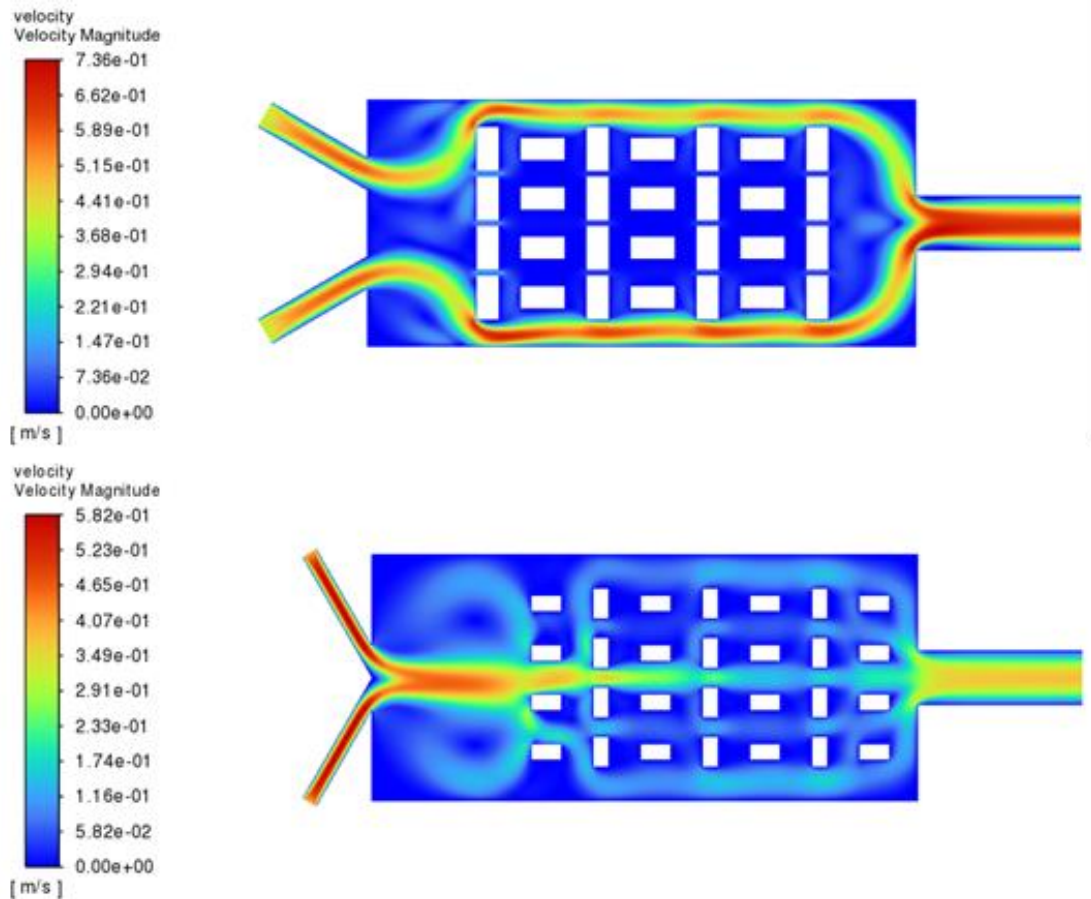 velocity
Velocity Magnitude
7.36e-01
6.62e-01
5.89e-01
5.15e-01
4.41e-01
3.68e-01
2.94e-01
2.21e-01
1.47e-01
7.36e-02
0.00e+00
[ m/s ]
velocity
Velocity Magnitude
5.82e-01
5.23e-01
4.65e-01
4.07e-01
3.49e-01
2.91e-01
2.33e-01
1.74e-01
1.16e-01
5.82e-02
0.00e+00
[ m/s ]